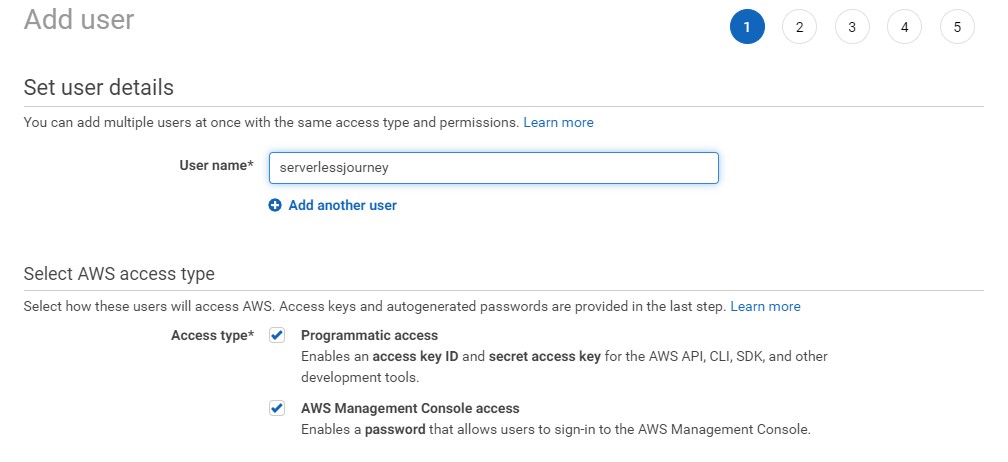 Add user
1 2 3 4 5
Set user details
You can add multiple users at once with the same access type and permissions. Learn more
User name* serverlessjourney
Add another user
Select AWS access type
Select how these users will access AWS. Access keys and autogenerated passwords are provided in the last step. Learn more
Access type* Programmatic access
Enables an access key ID and secret access key for the AWS API, CLI, SDK, and other
development tools.
AWS Management Console access
Enables a password that allows users to sign-in to the AWS Management Console.